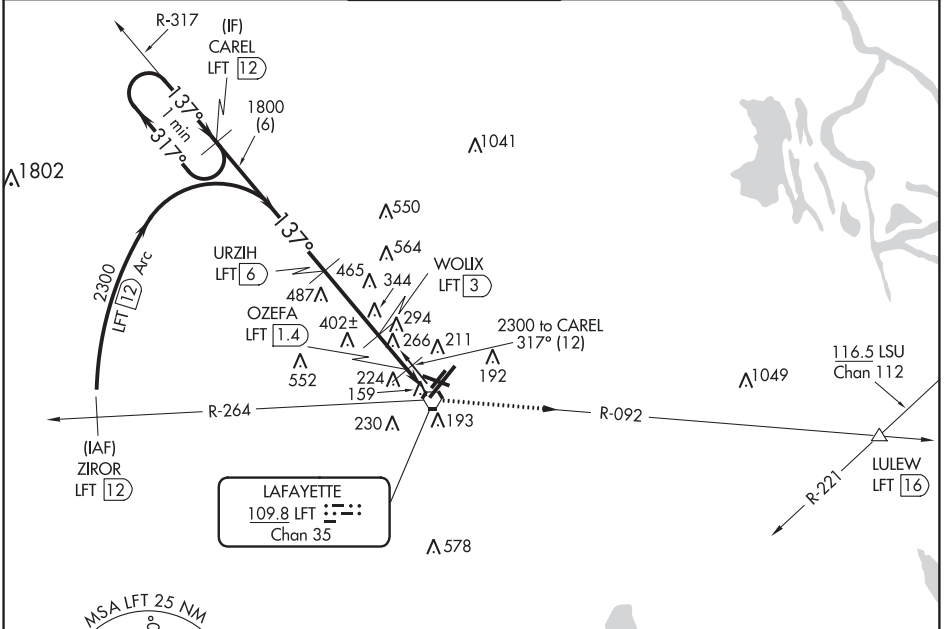 R-317
(IF)
CAREL
LFT 12
137°
1 min
317°
1800
(6)
1041
1802
550
137°
564
URZIH
LFT 6
465
WOLIX
LFT 3
344
487
2300
LFT 12 Arc
OZEFA
LFT 1.4
402±
294
266
211
2300 to CAREL
317° (12)
192
552
224
159
116.5 LSU
Chan 112
1049
R-264
R-092
230
193
(IAF)
ZIROR
LFT 12
LULEW
LFT 16
R-221
LAFAYETTE
109.8 LFT
Chan 35
578
MSA LFT 25 NM
0°